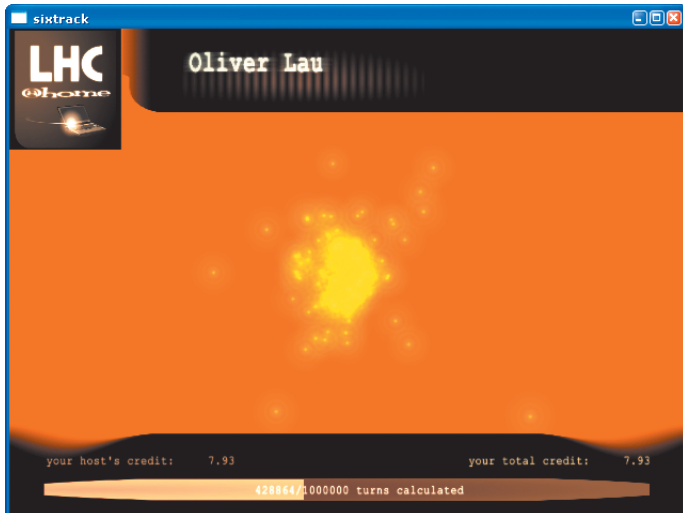 sixtrack
LHC
@home
Oliver Lau
your host's credit: 7.93
your total credit: 7.93
428864/1000000 turns calculated